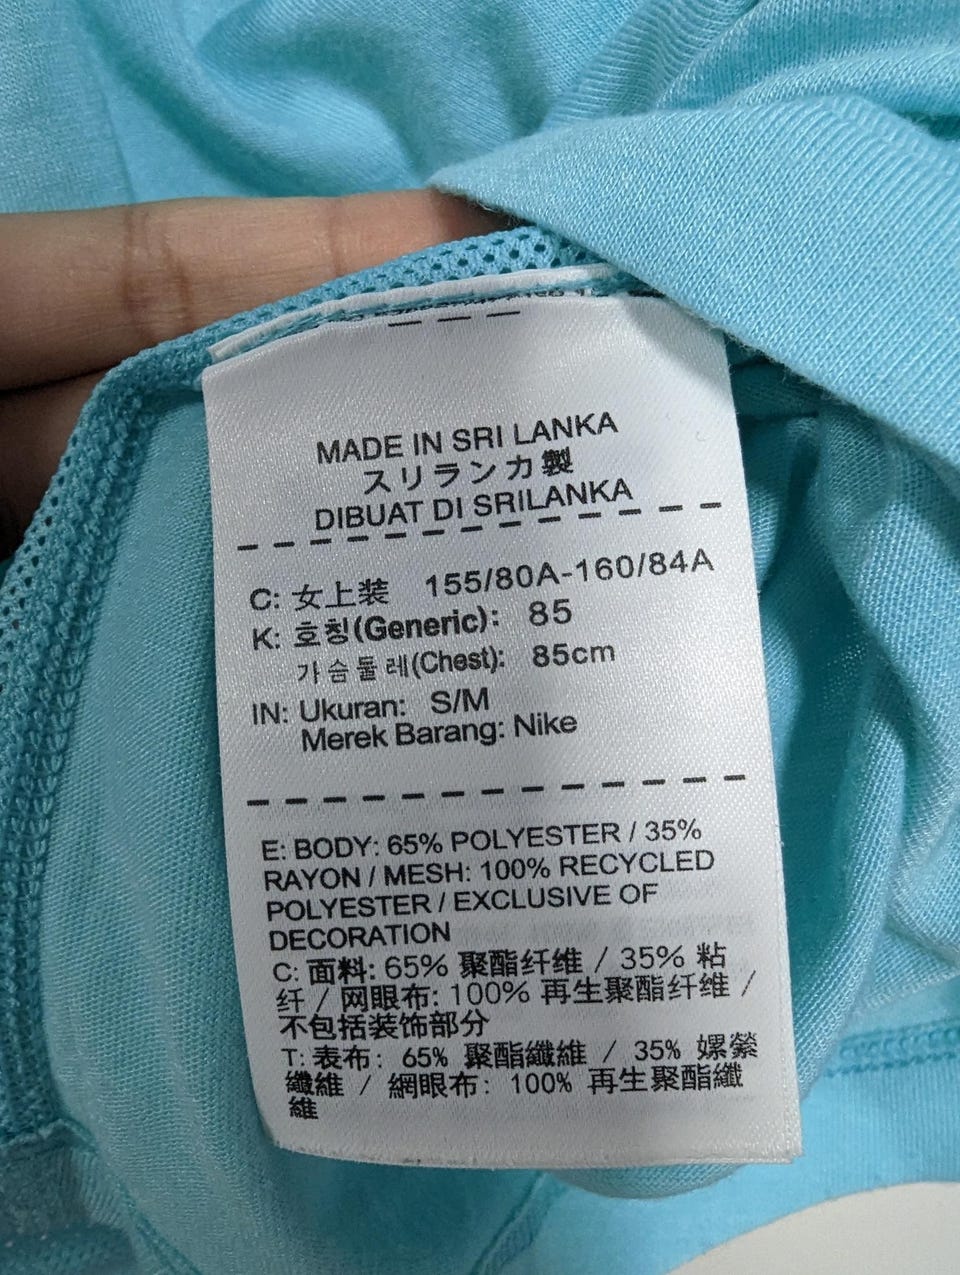 MADE IN SRI LANKA
スリランカ製
DIBUAT DI SRILANKA
C: 女上装 155/80A-160/84A
K: 호칭(Generic): 85
가슴둘레(Chest): 85cm
IN: Ukuran: S/M
Merek Barang: Nike
E: BODY: 65% POLYESTER / 35%
RAYON / MESH: 100% RECYCLED
POLYESTER / EXCLUSIVE OF
DECORATION
C: 面料: 65% 聚酯纤维 / 35% 粘
纤 / 网眼布: 100% 再生聚酯纤维 /
不包括装饰部分
T: 表布: 65% 聚酯纖維 / 35% 嫘縈
纖維 / 網眼布: 100% 再生聚酯纖
維